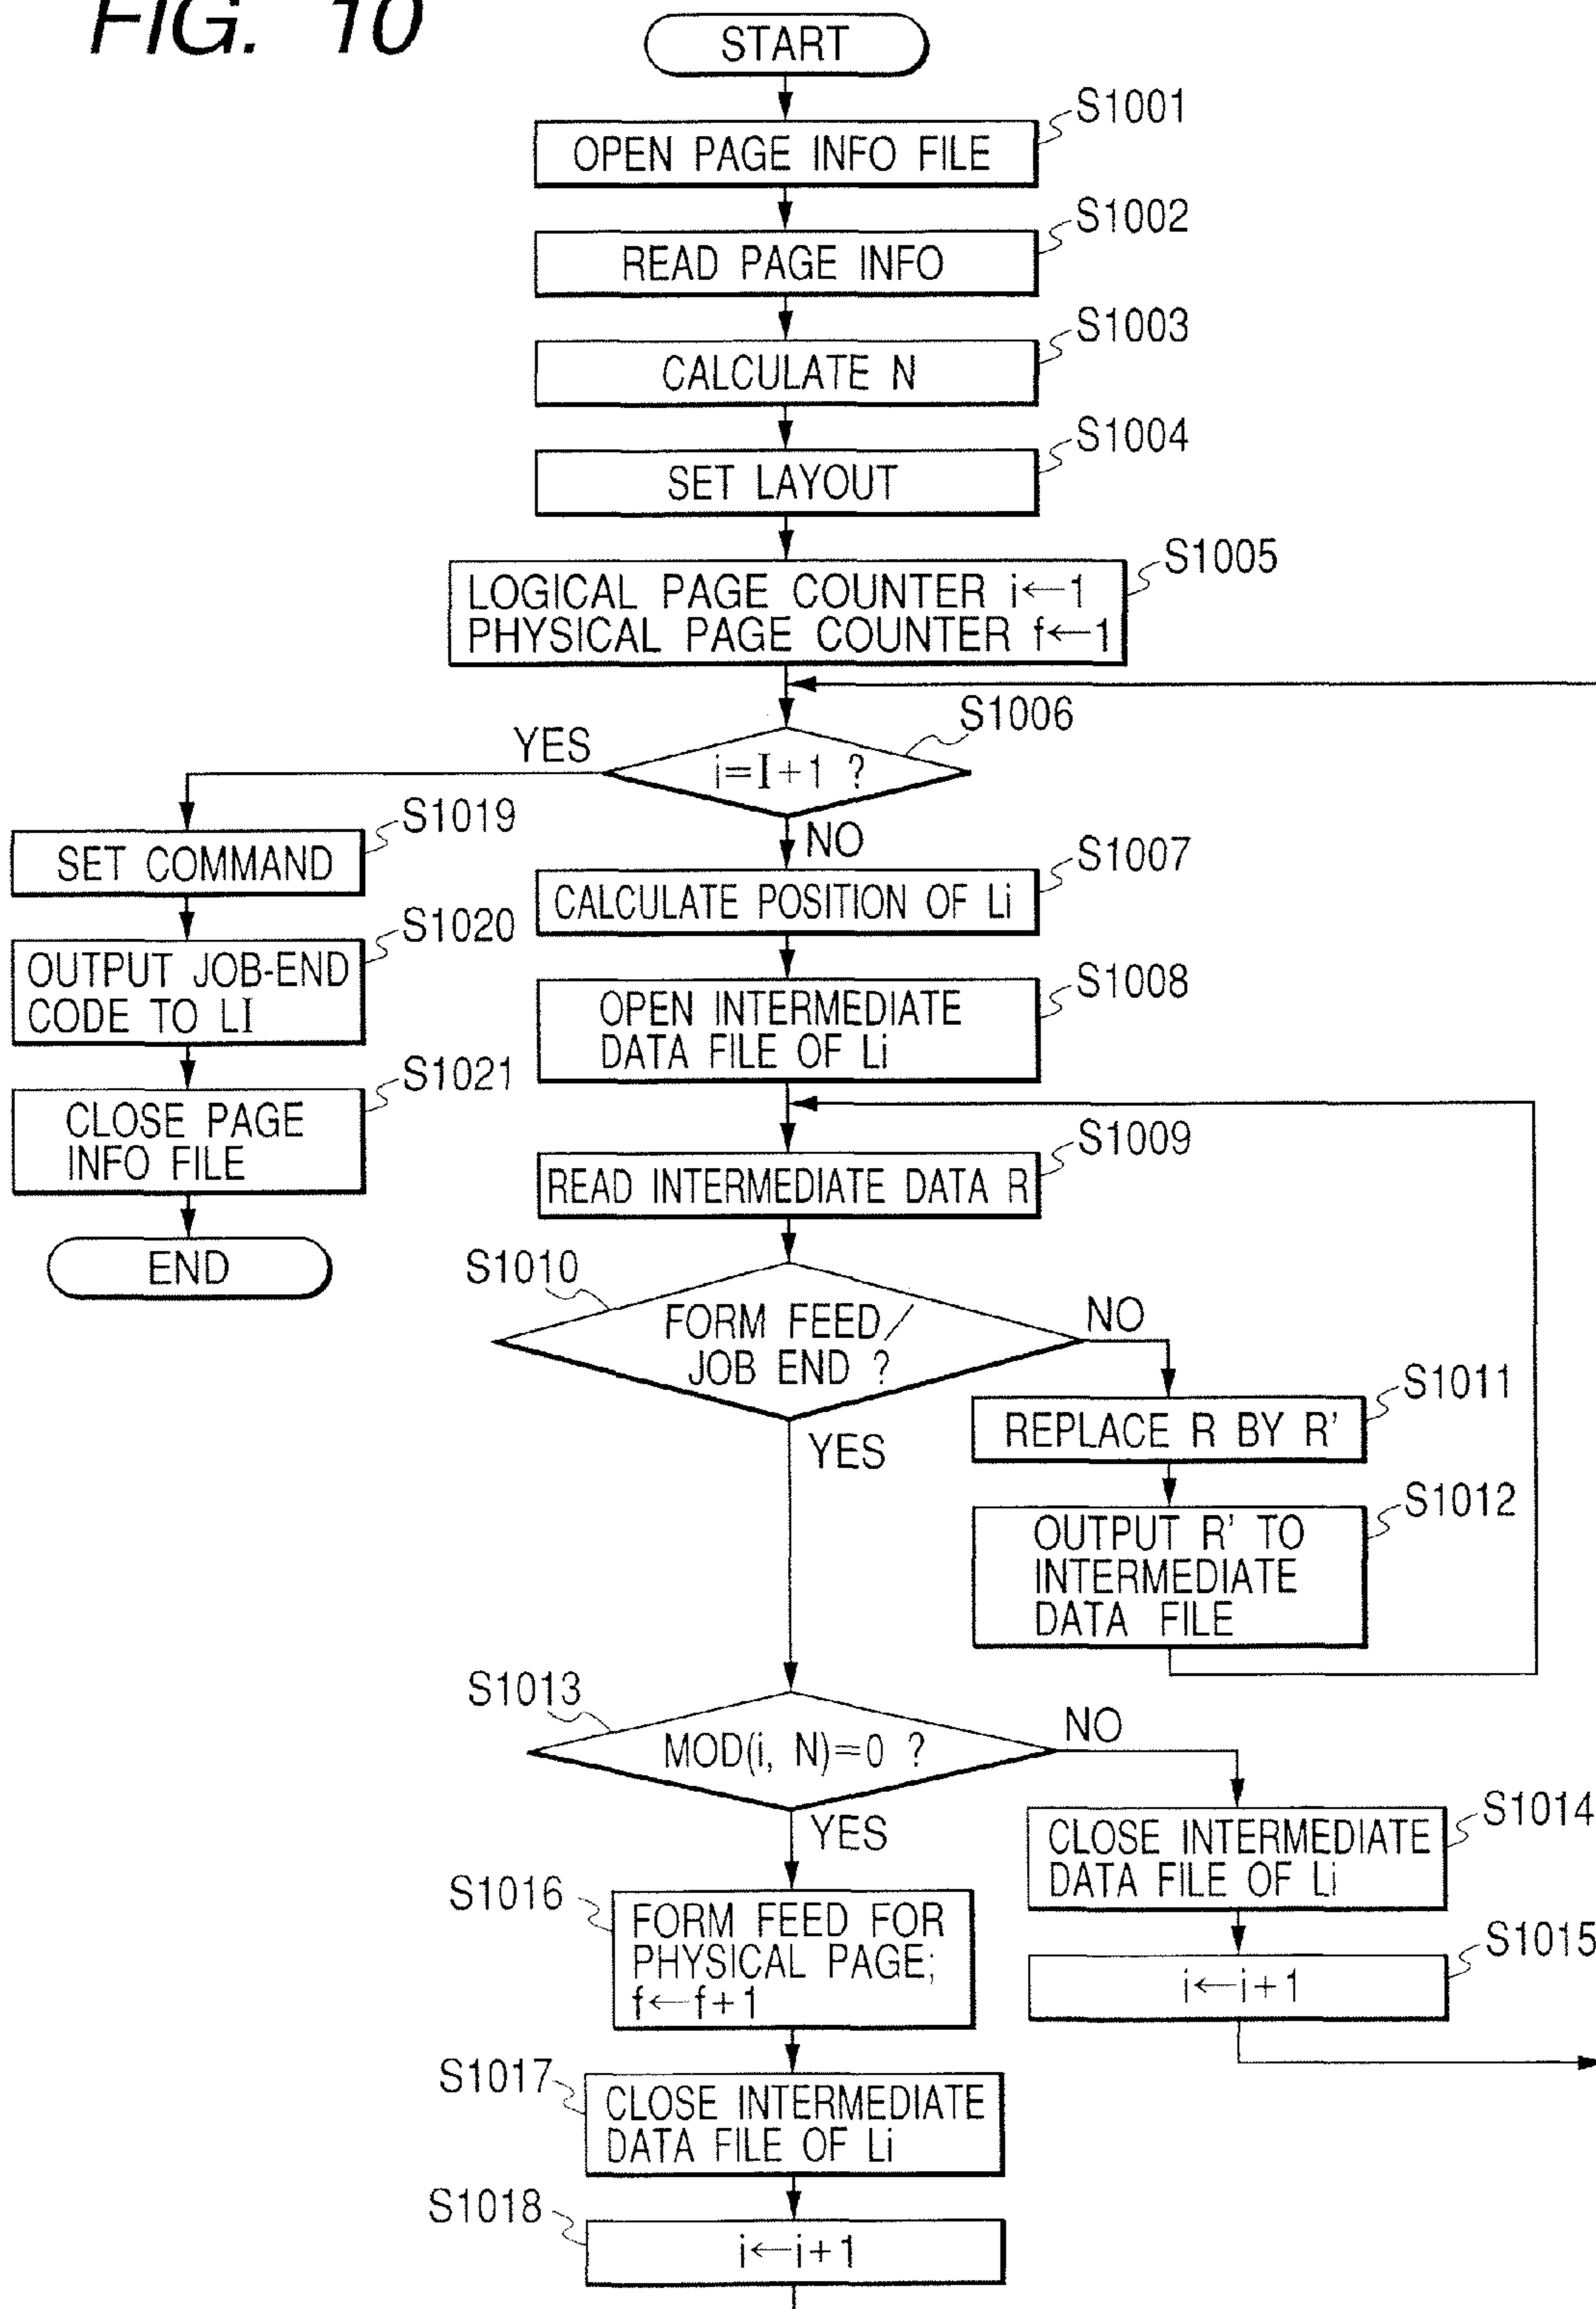 FIG. 10
START
S1001
OPEN PAGE INFO FILE
S1002
READ PAGE INFO
S1003
CALCULATE N
S1004
SET LAYOUT
S1005
LOGICAL PAGE COUNTER i←1
PHYSICAL PAGE COUNTER f←1
S1006
i=I+1 ?
YES
NO
S1019
SET COMMAND
S1020
OUTPUT JOB-END
CODE TO LI
S1021
CLOSE PAGE
INFO FILE
END
S1007
CALCULATE POSITION OF Li
S1008
OPEN INTERMEDIATE
DATA FILE OF Li
S1009
READ INTERMEDIATE DATA R
S1010
FORM FEED/
JOB END ?
NO
YES
S1011
REPLACE R BY R'
S1012
OUTPUT R' TO
INTERMEDIATE
DATA FILE
S1013
MOD(i, N)=0 ?
NO
YES
S1014
CLOSE INTERMEDIATE
DATA FILE OF Li
S1015
i←i+1
S1016
FORM FEED FOR
PHYSICAL PAGE;
f←f+1
S1017
CLOSE INTERMEDIATE
DATA FILE OF Li
S1018
i←i+1